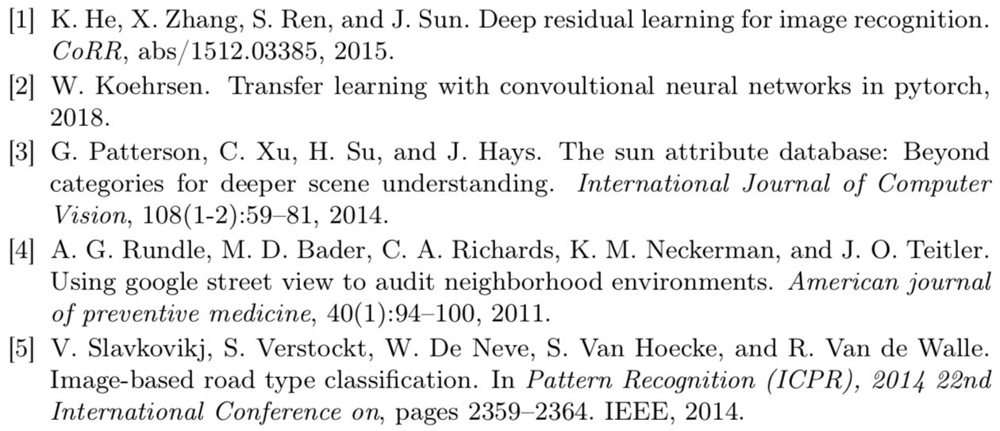 [1] K. He, X. Zhang, S. Ren, and J. Sun. Deep residual learning for image recognition.
CoRR, abs/1512.03385, 2015.
[2] W. Koehrsen. Transfer learning with convoultional neural networks in pytorch,
2018.
[3] G. Patterson, C. Xu, H. Su, and J. Hays. The sun attribute database: Beyond
categories for deeper scene understanding. International Journal of Computer
Vision, 108(1-2):59–81, 2014.
[4] A. G. Rundle, M. D. Bader, C. A. Richards, K. M. Neckerman, and J. O. Teitler.
Using google street view to audit neighborhood environments. American journal
of preventive medicine, 40(1):94–100, 2011.
[5] V. Slavkovikj, S. Verstockt, W. De Neve, S. Van Hoecke, and R. Van de Walle.
Image-based road type classification. In Pattern Recognition (ICPR), 2014 22nd
International Conference on, pages 2359–2364. IEEE, 2014.